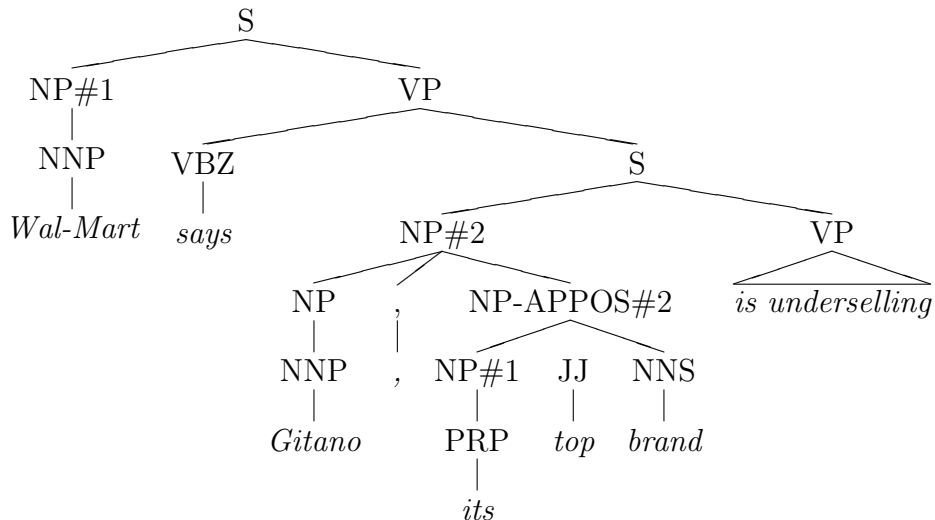 S
NP#1 VP
NNP VBZ S
Wal-Mart says NP#2 VP
NP , NP-APPOS#2 is underselling
NNP , NP#1 JJ NNS
Gitano PRP top brand
its